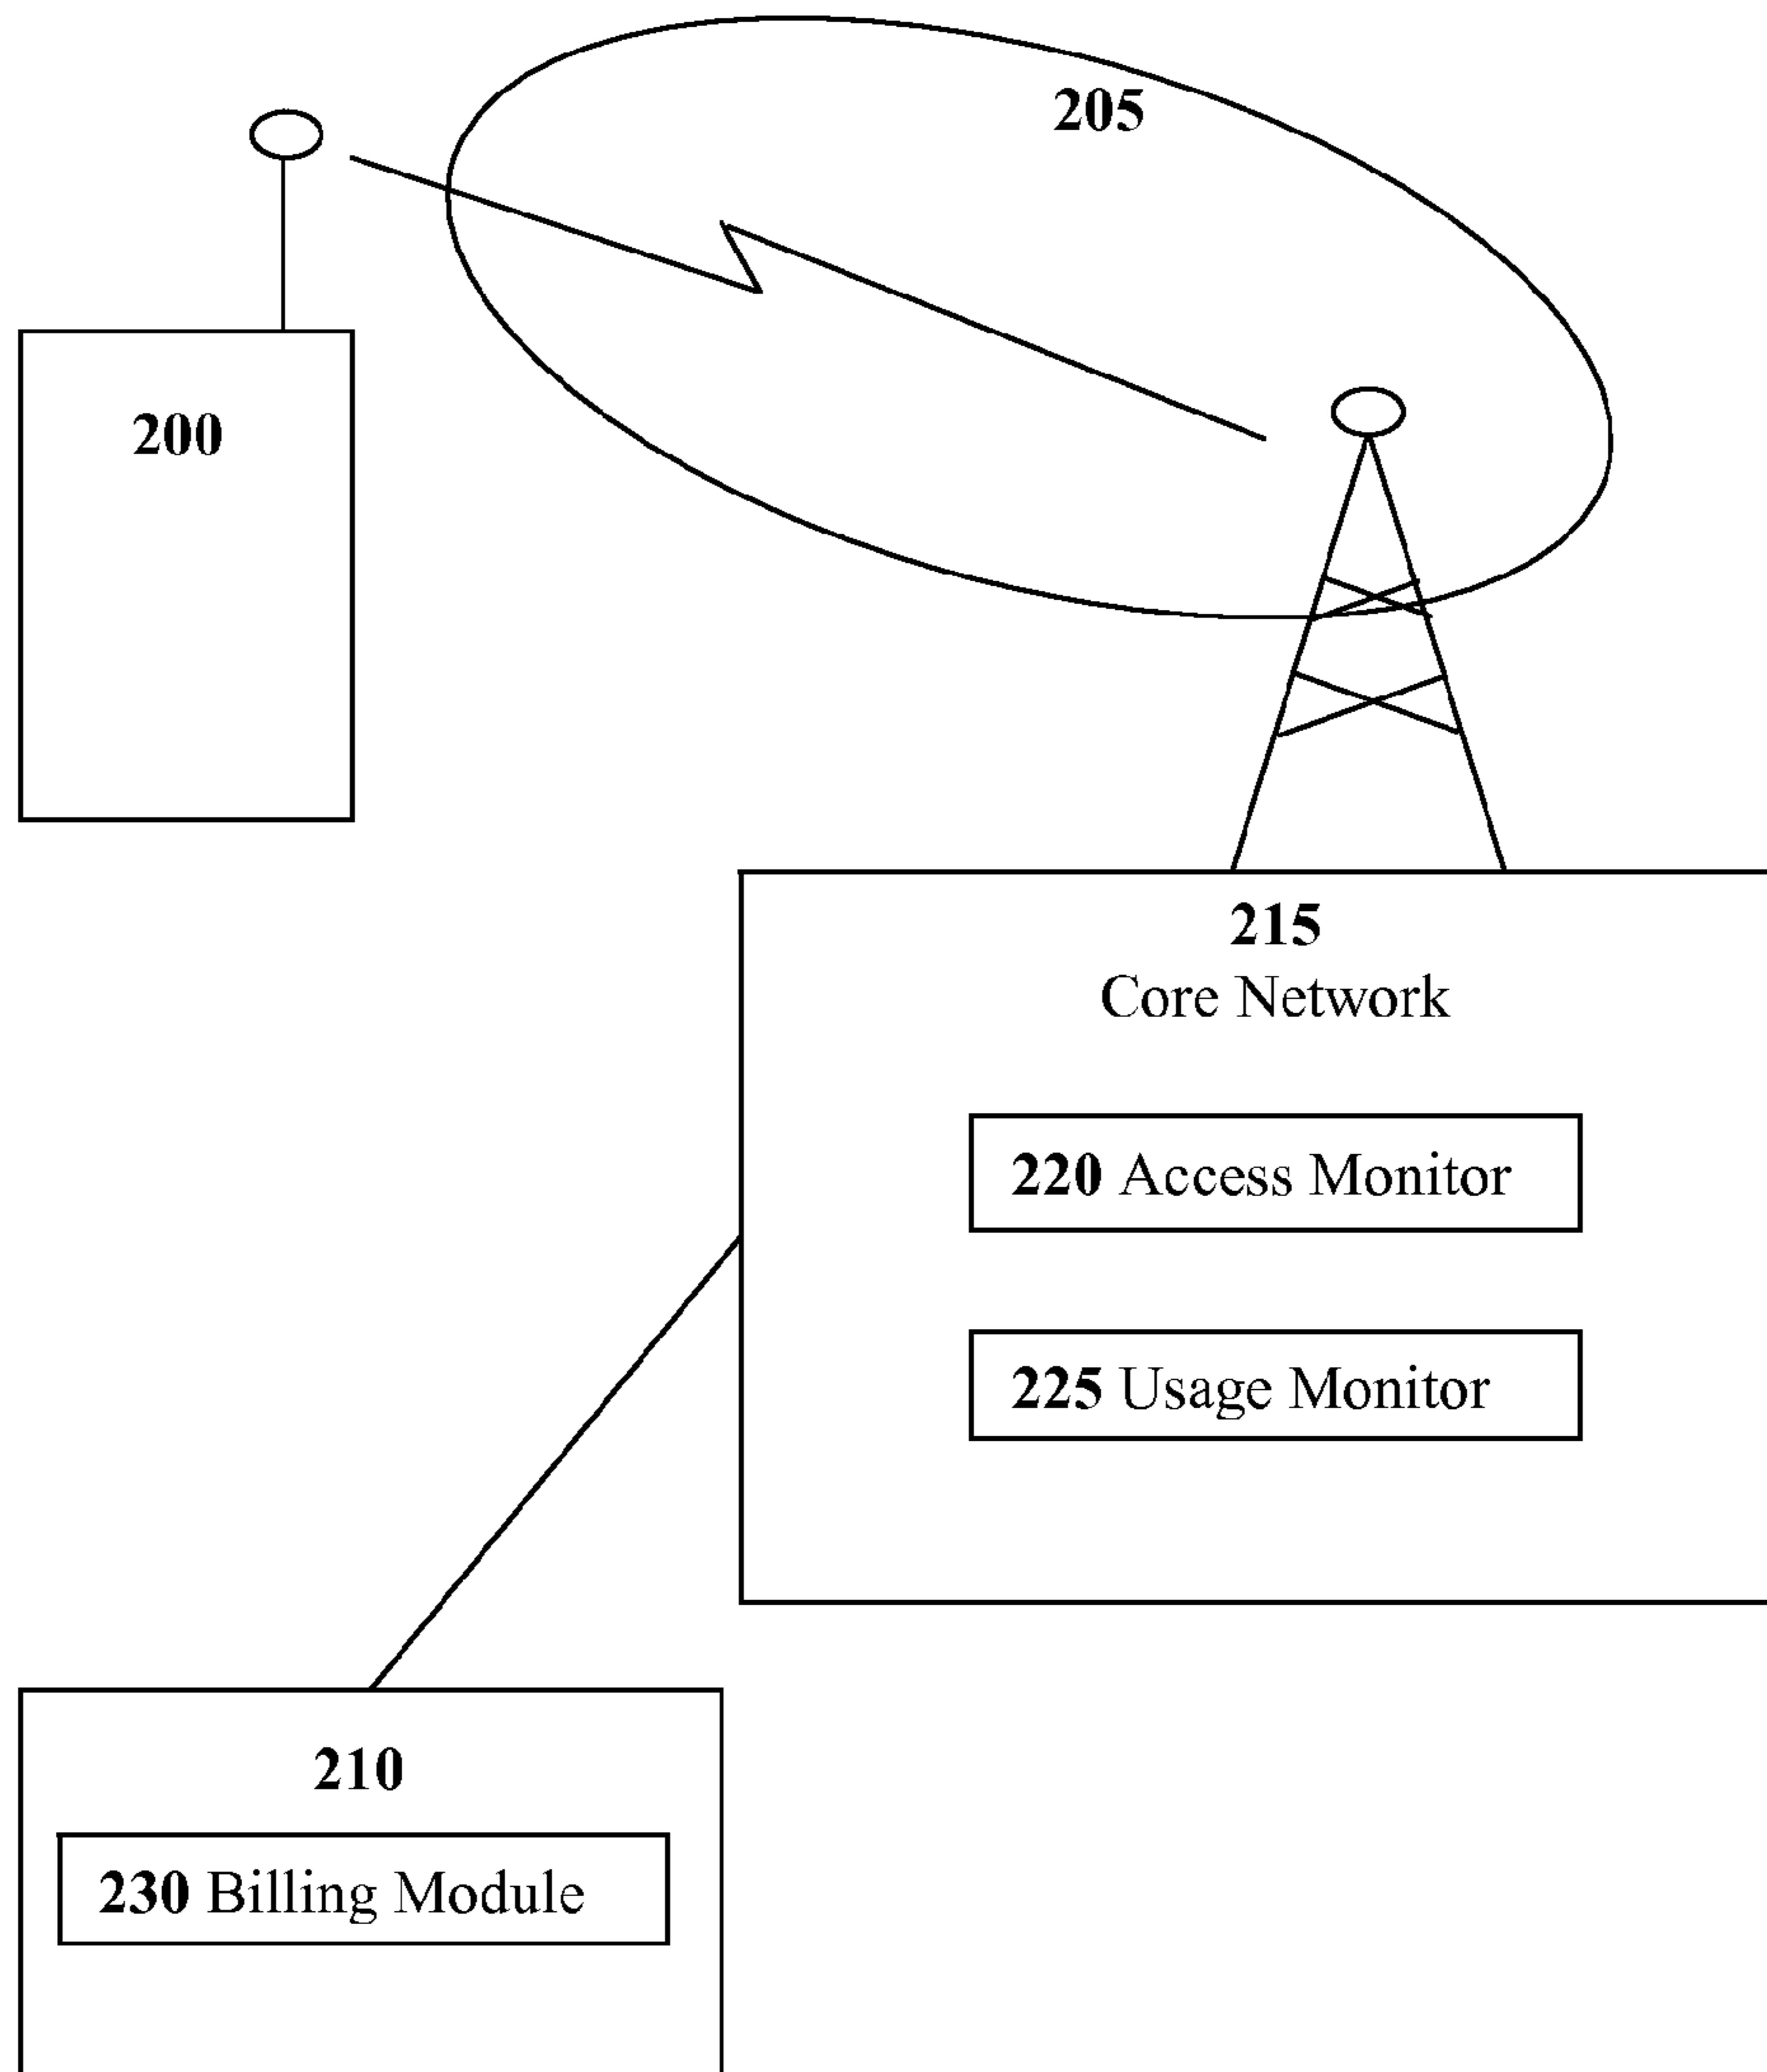 205
200
215
Core Network
220 Access Monitor
225 Usage Monitor
210
230 Billing Module